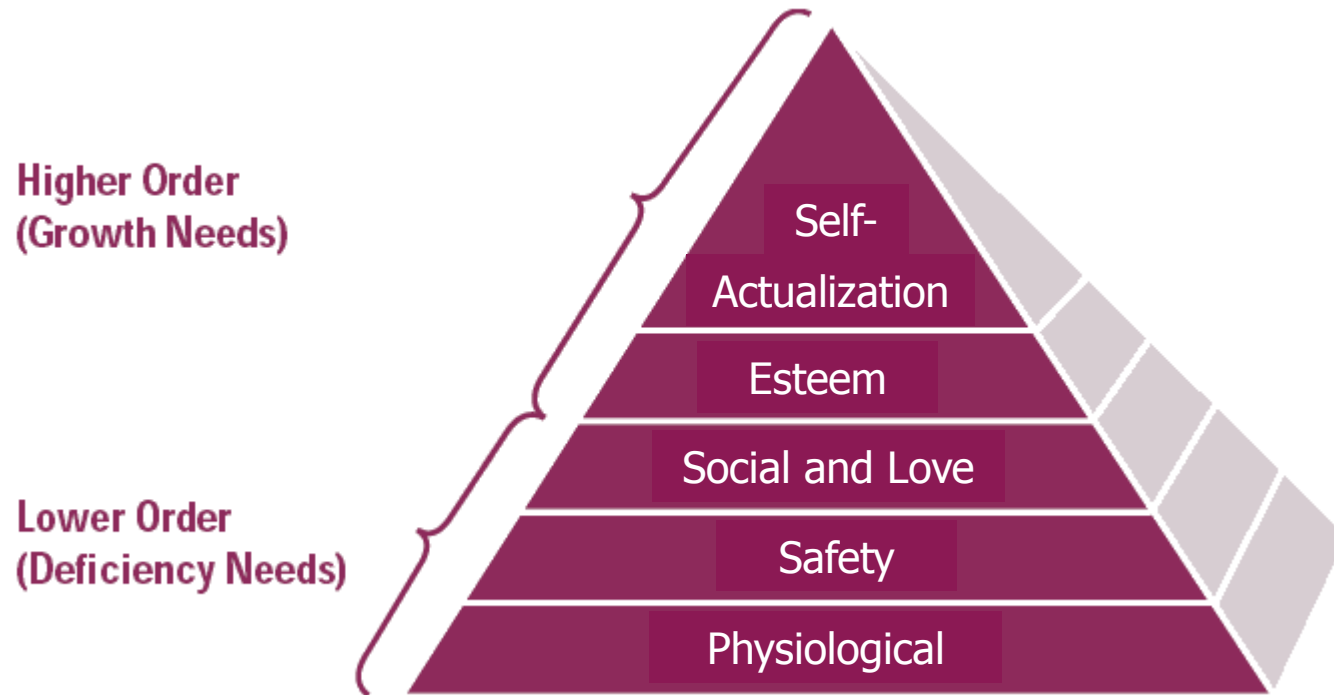 Higher Order
(Growth Needs)
Self-
Actualization
Esteem
Social and Love
Lower Order
(Deficiency Needs)
Safety
Physiological